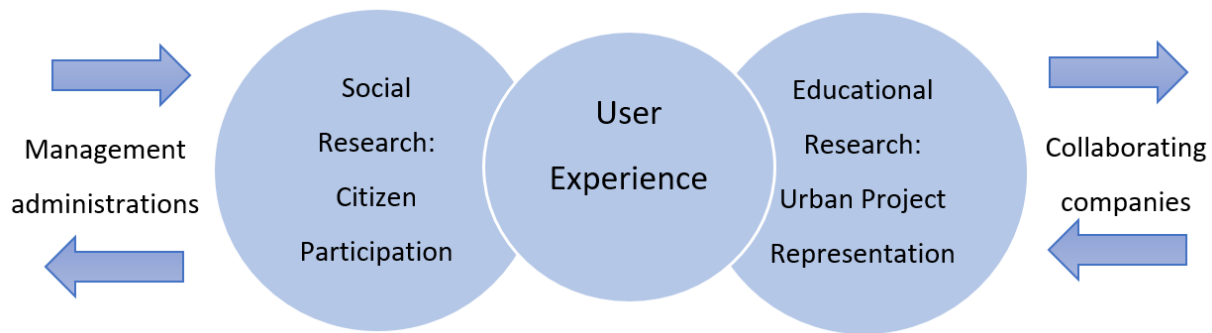 Management
administrations
Social
Research:
Citizen
Participation
User
Experience
Educational
Research:
Urban Project
Representation
Collaborating
companies